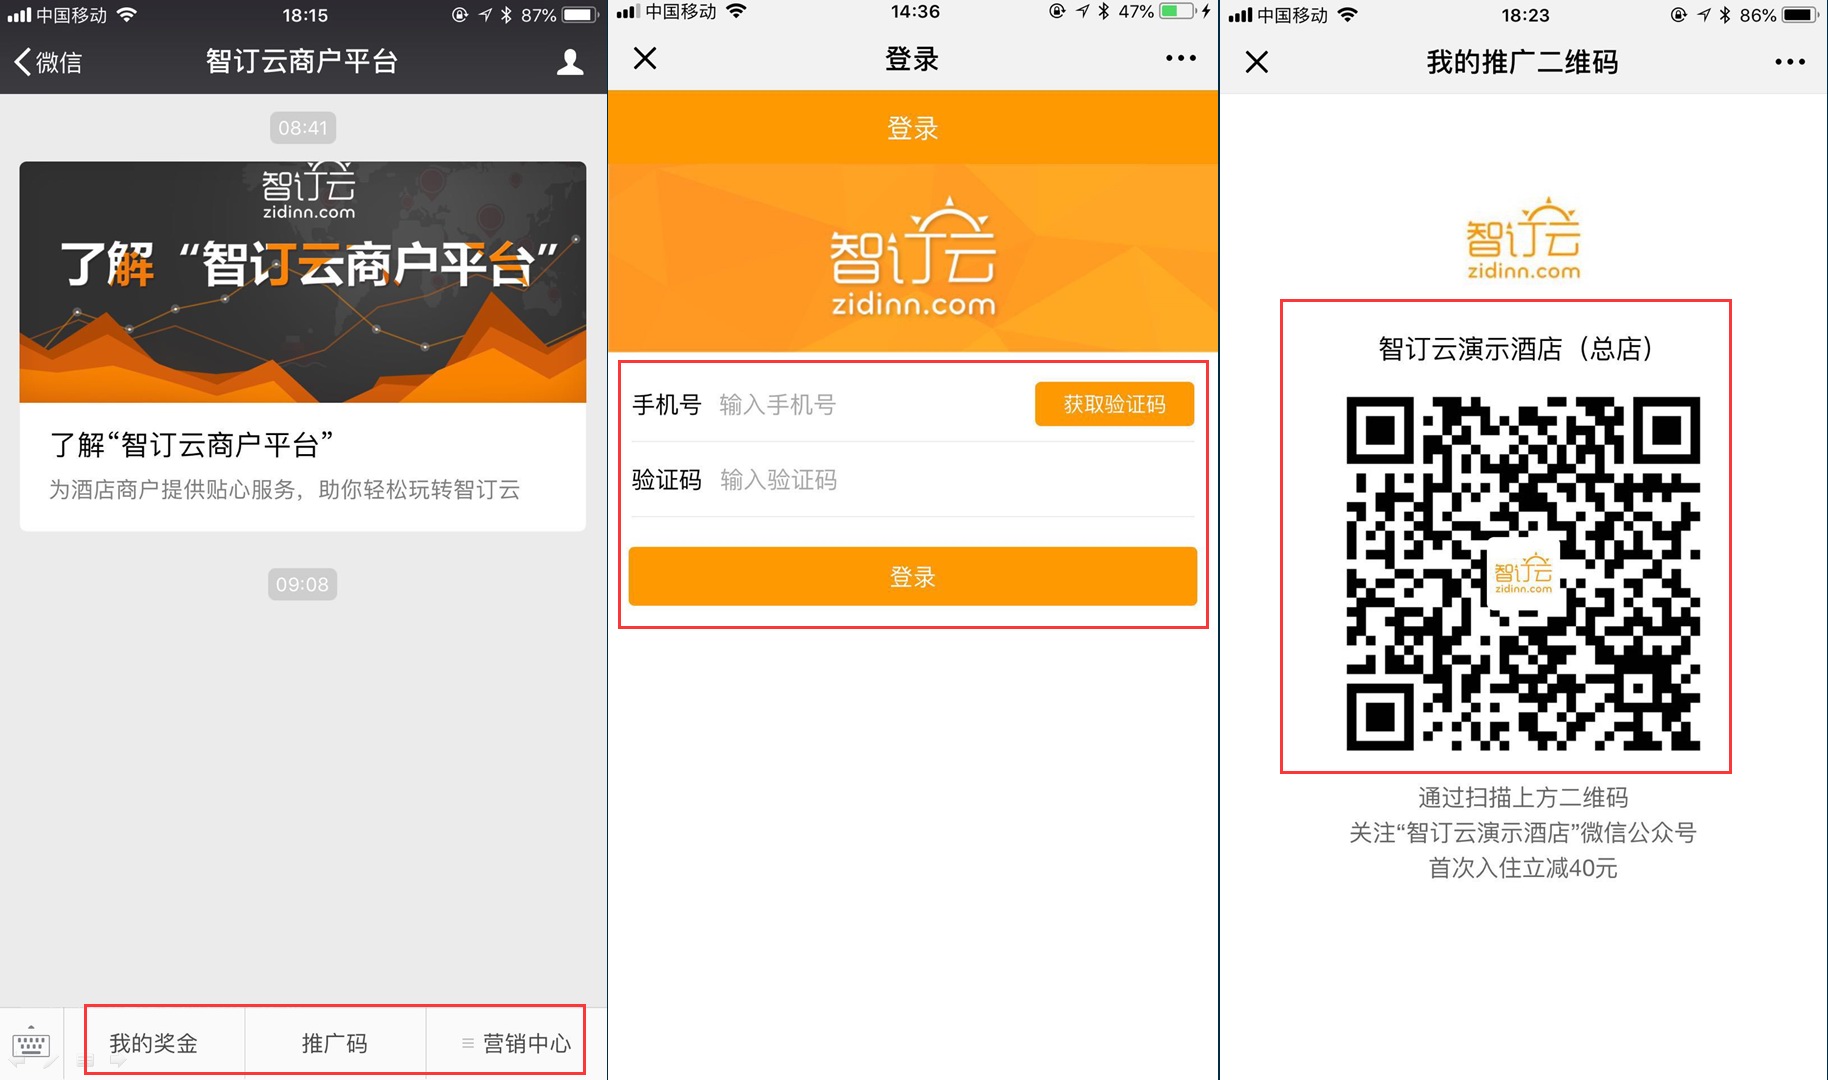 中国移动
18:15
87%
微信
智订云商户平台
08:41
智订云
zidinn.com
了解“智订云商户平台”
了解“智订云商户平台”
为酒店商户提供贴心服务，助你轻松玩转智订云
09:08
我的奖金
推广码
营销中心
中国移动
14:36
47%
登录
登录
智订云
zidinn.com
手机号 输入手机号 获取验证码
验证码 输入验证码
登录
中国移动
18:23
86%
我的推广二维码
智订云
zidinn.com
智订云演示酒店（总店）
智订云
zidinn.com
通过扫描上方二维码
关注“智订云演示酒店”微信公众号
首次入住立减40元